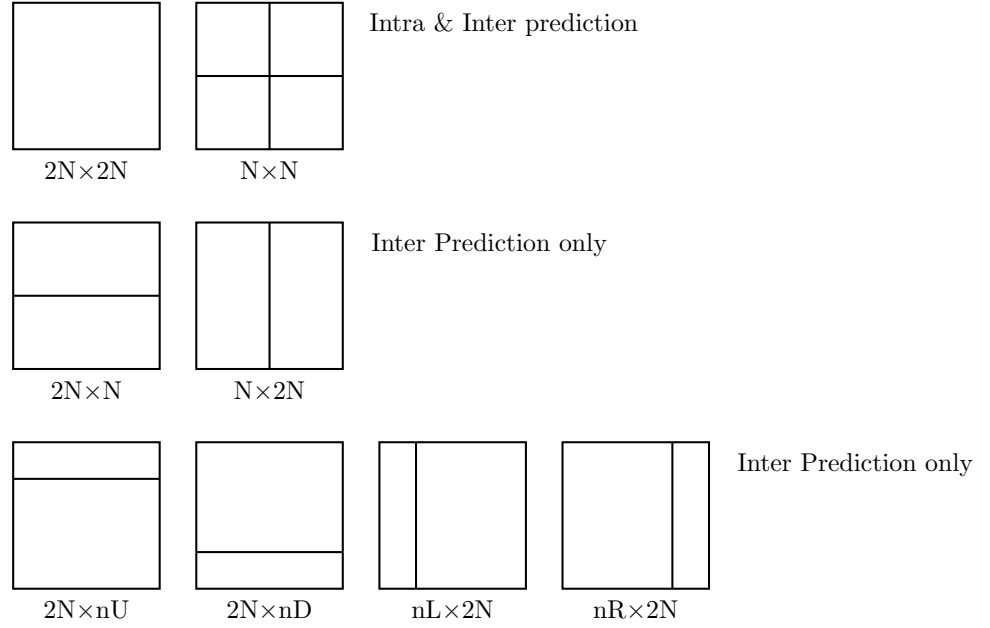 Intra & Inter prediction
2N×2N
N×N
Inter Prediction only
2N×N
N×2N
Inter Prediction only
2N×nU
2N×nD
nL×2N
nR×2N